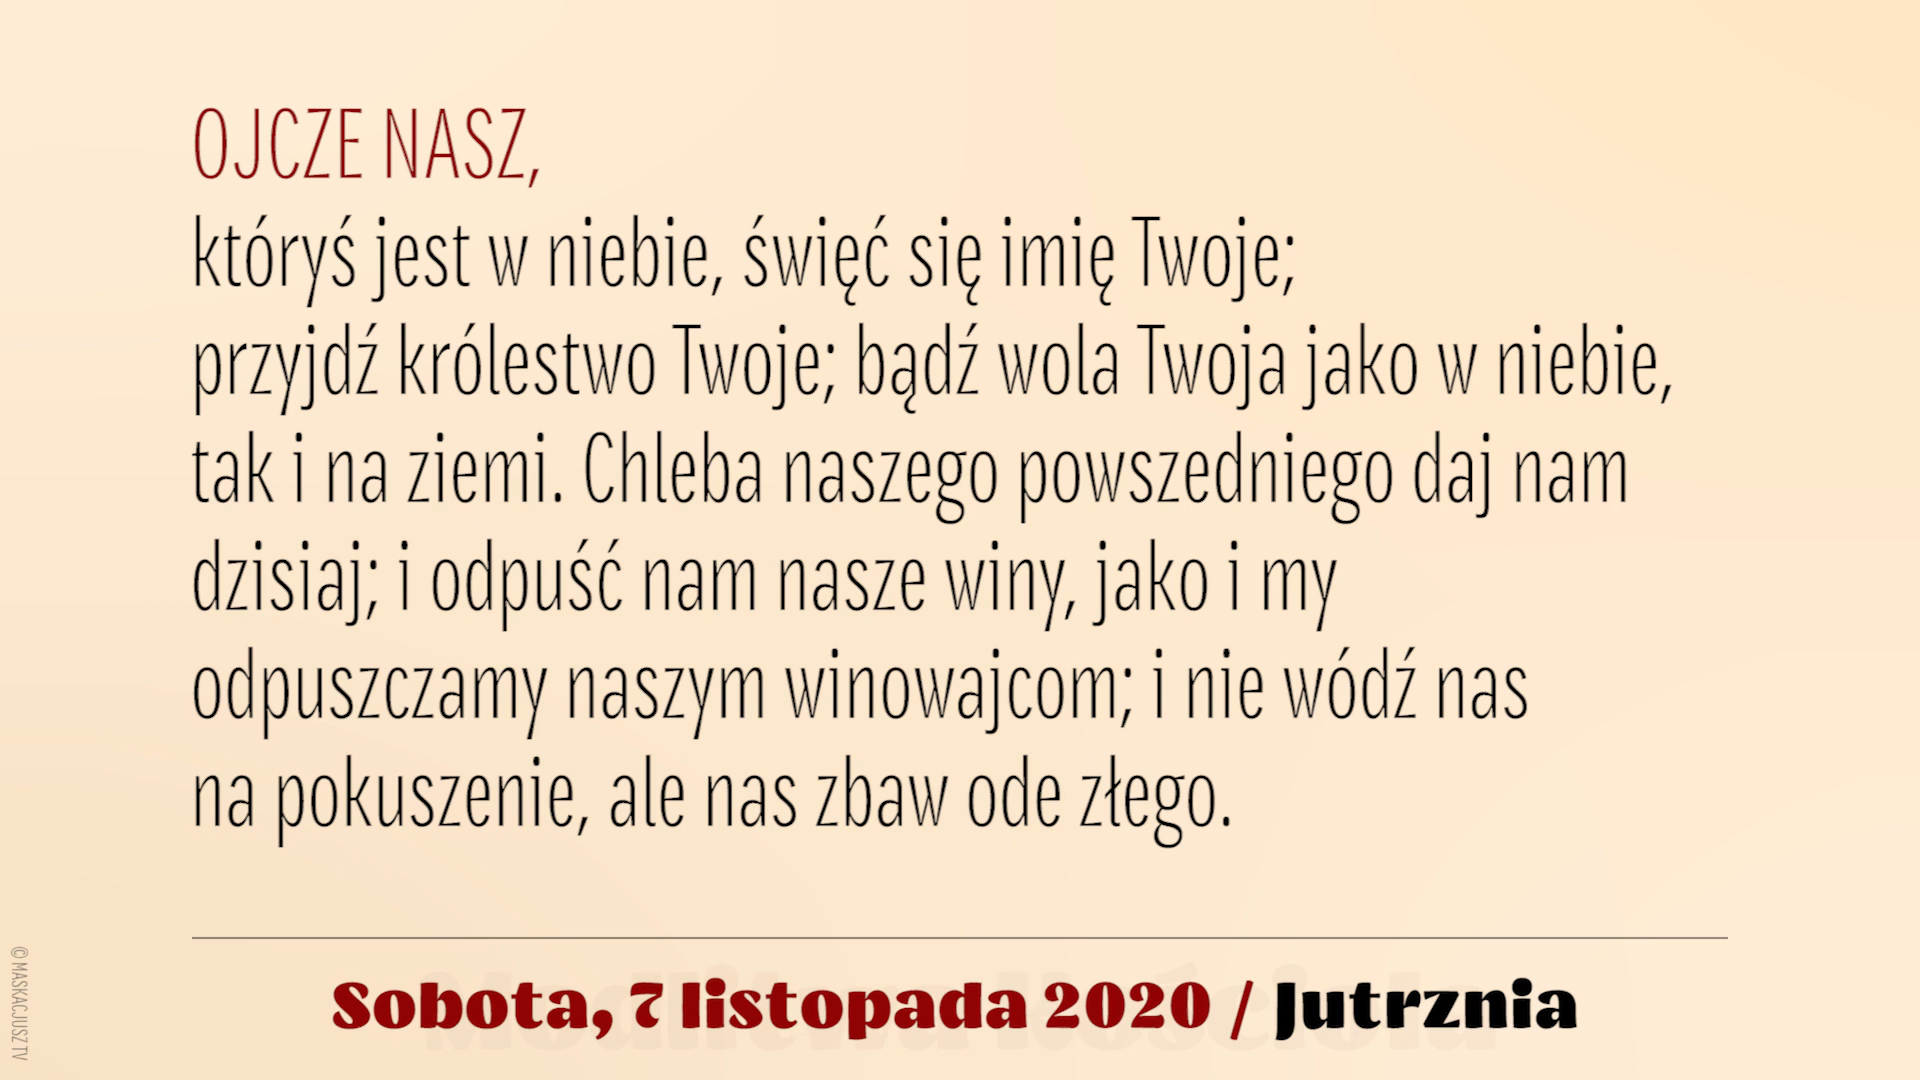 OJCZE NASZ,
któryś jest w niebie, święć się imię Twoje;
przyjdź królestwo Twoje; bądź wola Twoja jako w niebie,
tak i na ziemi. Chleba naszego powszedniego daj nam
dzisiaj; i odpuść nam nasze winy, jako i my
odpuszczamy naszym winowajcom; i nie wódź nas
na pokuszenie, ale nas zbaw ode złego.
Sobota, 7 listopada 2020 / Jutrznia
Modlitwa Kościoła
© MASKACJUSZ TV